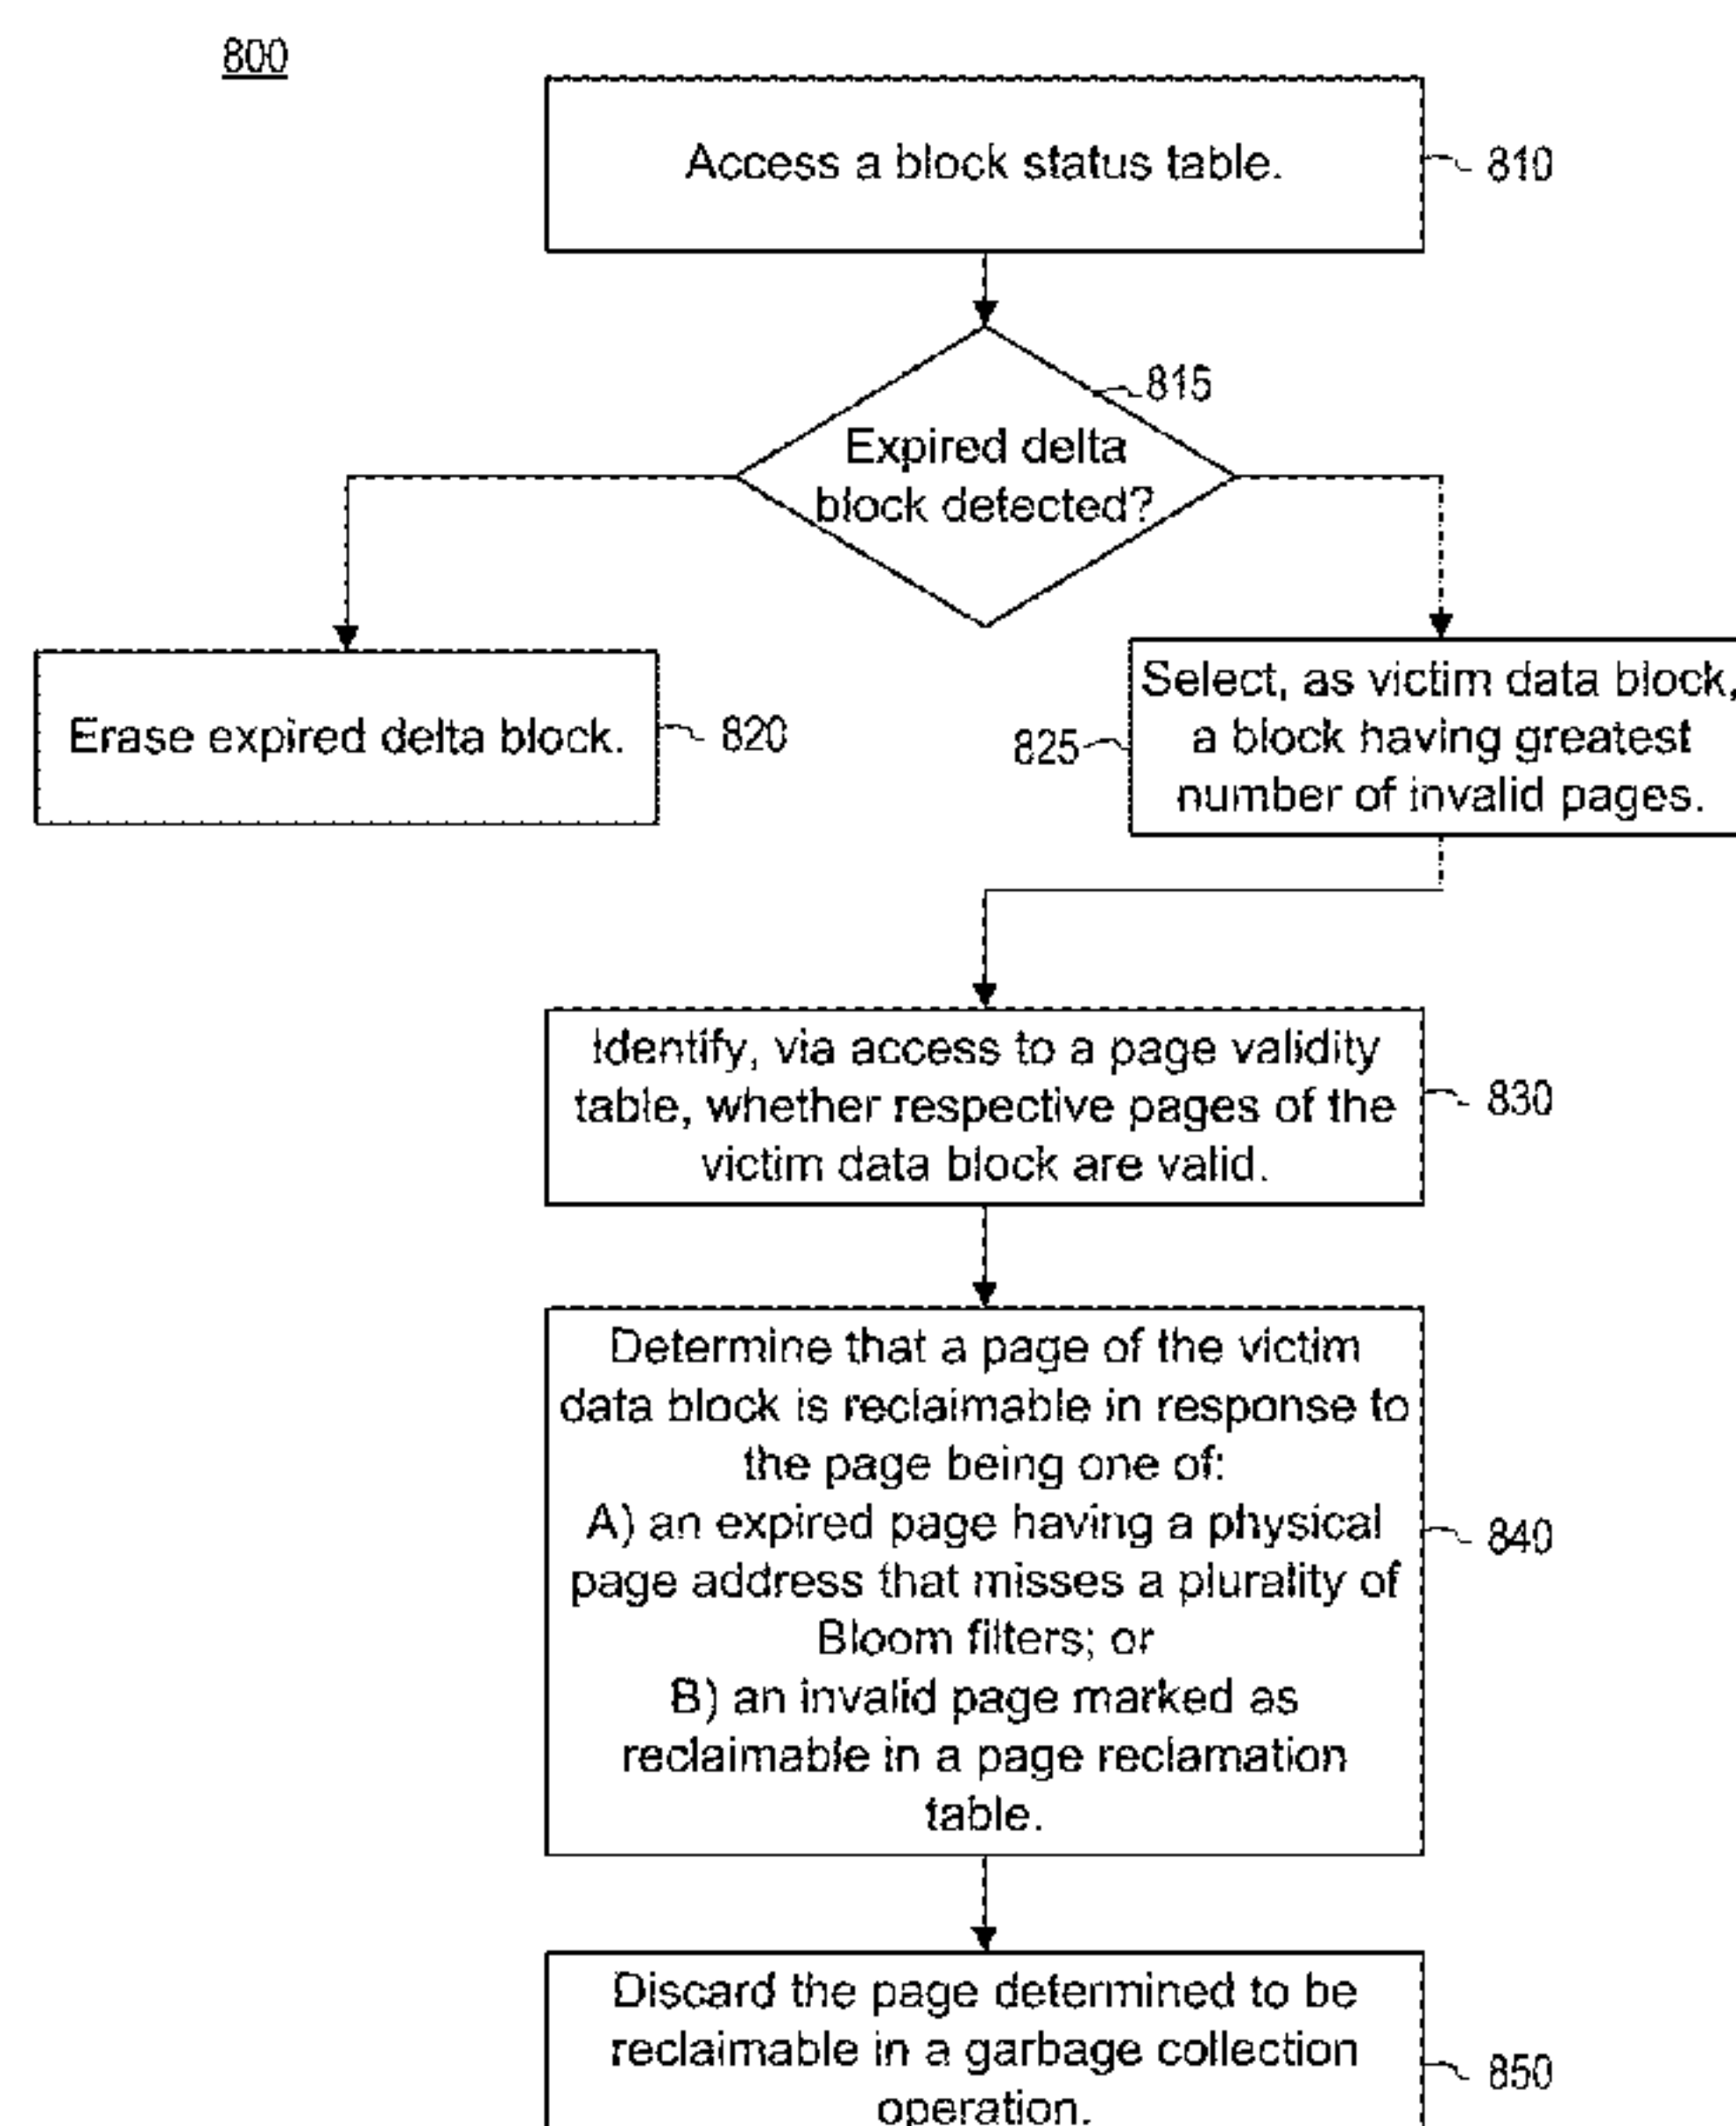 800
Access a block status table.
810
815
Expired delta
block detected?
Erase expired delta block.
820
825
Select, as victim data block,
a block having greatest
number of invalid pages.
Identify, via access to a page validity
table, whether respective pages of the
victim data block are valid.
830
Determine that a page of the victim
data block is reclaimable in response to
the page being one of:
A) an expired page having a physical
page address that misses a plurality of
Bloom filters; or
B) an invalid page marked as
reclaimable in a page reclamation
table.
840
Discard the page determined to be
reclaimable in a garbage collection
operation.
850